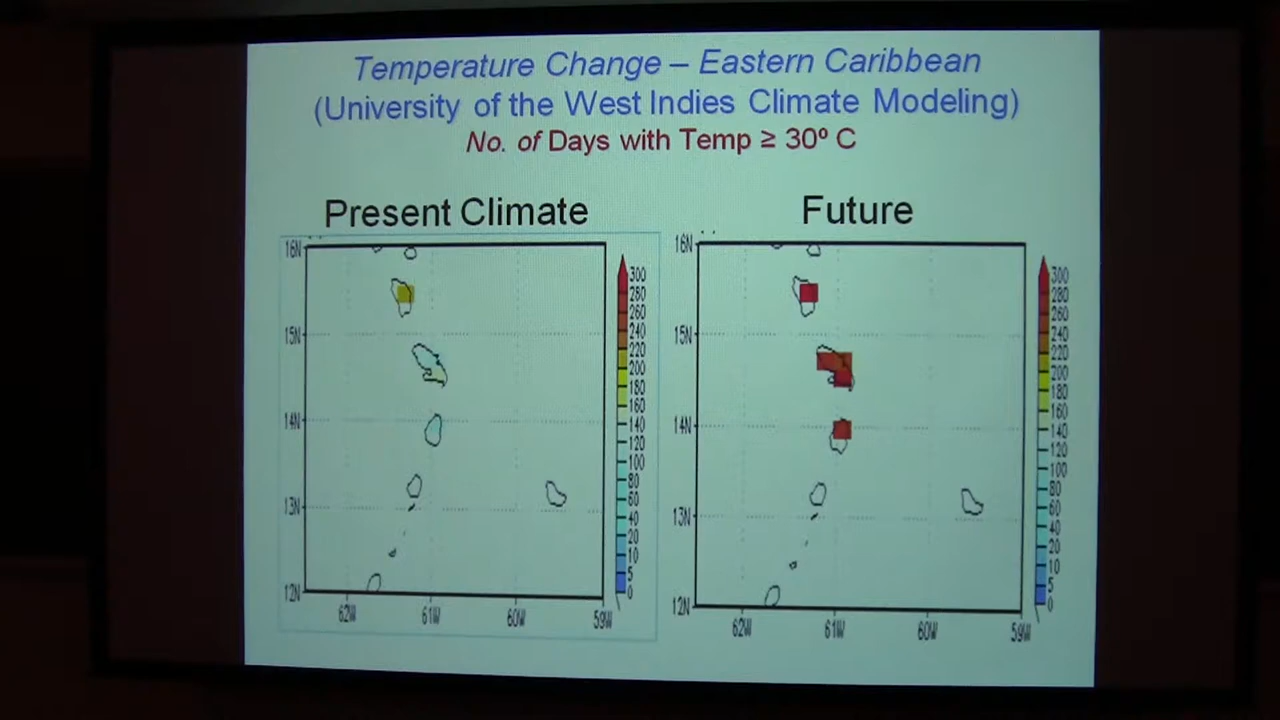 Temperature Change – Eastern Caribbean
(University of the West Indies Climate Modeling)
No. of Days with Temp ≥ 30º C
Present Climate
Future
16N
15N
14N
13N
12N
62W 61W 60W 59W
300
280
260
240
220
200
180
160
140
120
100
80
60
40
20
10
5
0
16N
15N
14N
13N
12N
62W 61W 60W 59W
300
280
260
240
220
200
180
160
140
120
100
80
60
40
20
10
5
0